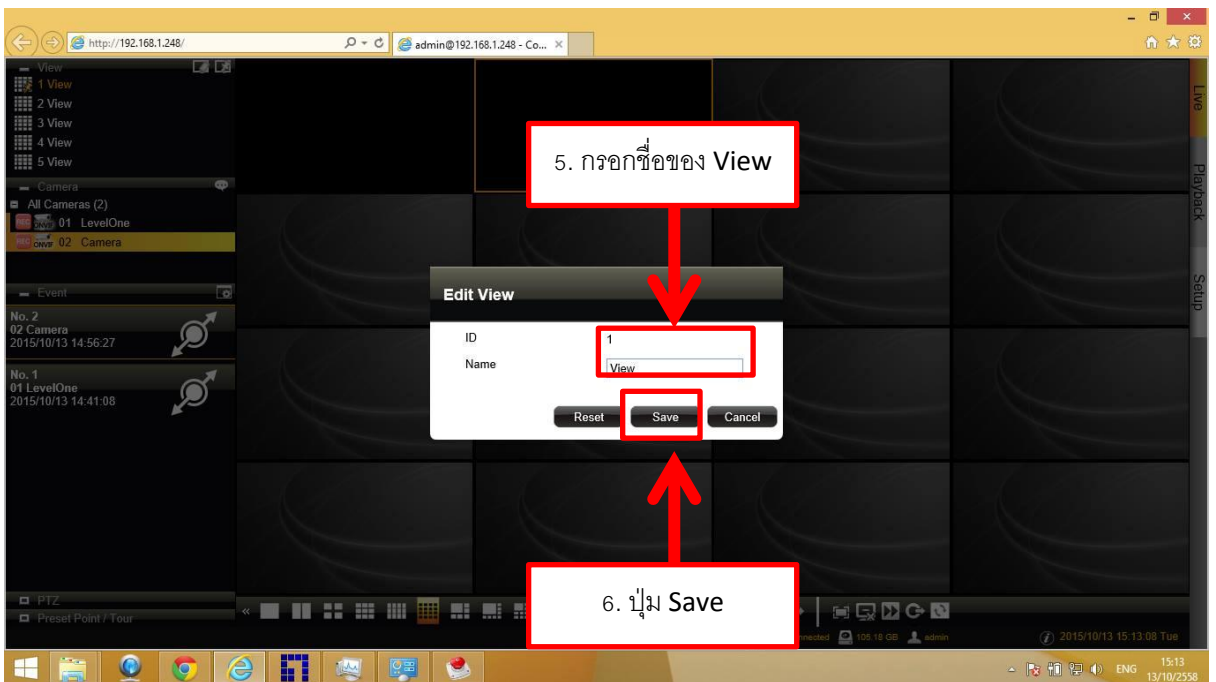 http://192.168.1.248/
admin@192.168.1.248 - Co...
View
1 View
2 View
3 View
4 View
5 View
Camera
All Cameras (2)
REC ONVIF 01 LevelOne
REC ONVIF 02 Camera
Event
No. 2
02 Camera
2015/10/13 14:56:27
No. 1
01 LevelOne
2015/10/13 14:41:08
PTZ
Preset Point / Tour
Live
Playback
Setup
5. กรอกชื่อของ View
Edit View
ID 1
Name View
Reset Save Cancel
6. ปุ่ม Save
105.18 GB admin
2015/10/13 15:13:08 Tue
ENG 15:13
13/10/2558